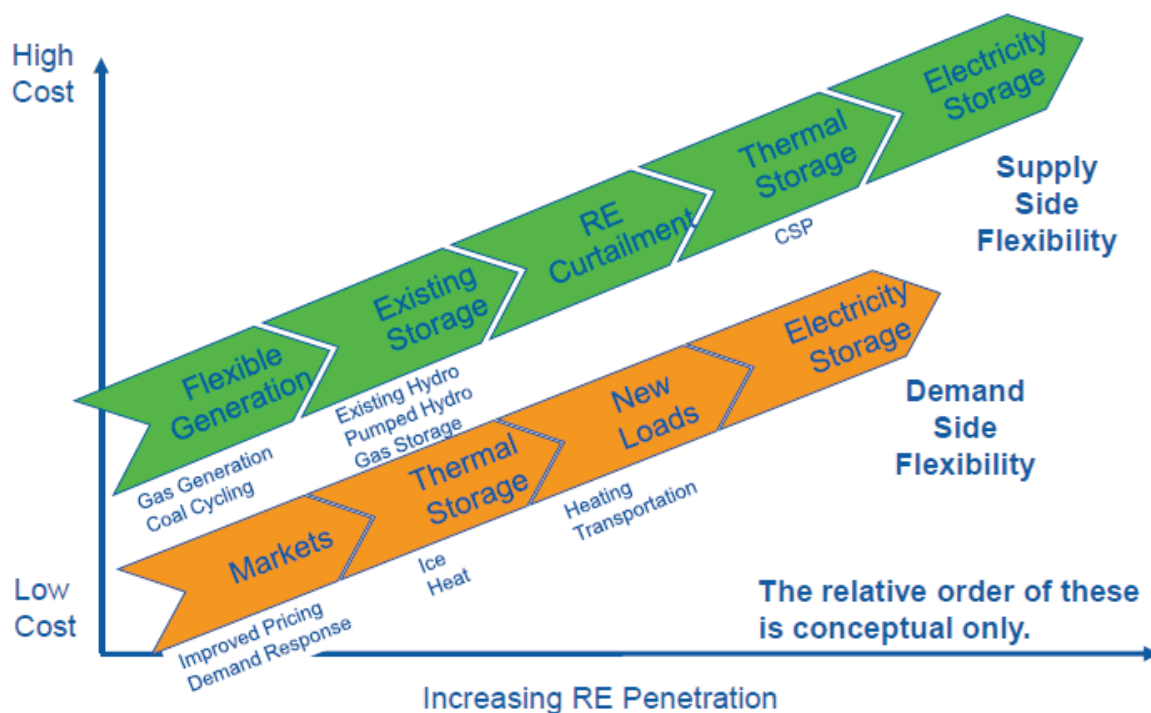 High
Cost
Electricity
Storage
Thermal
Storage
CSP
RE
Curtailment
Existing
Storage
Existing Hydro
Pumped Hydro
Gas Storage
Flexible
Generation
Gas Generation
Coal Cycling
Supply
Side
Flexibility
Electricity
Storage
New
Loads
Heating
Transportation
Thermal
Storage
Ice
Heat
Markets
Improved Pricing
Demand Response
Demand
Side
Flexibility
Low
Cost
The relative order of these
is conceptual only.
Increasing RE Penetration